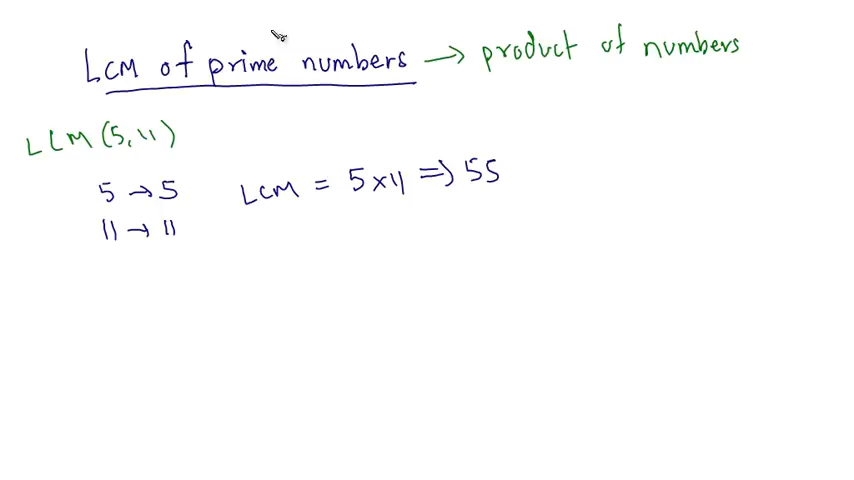 LCM of prime numbers → product of numbers
LCM (5, 11)
5 → 5 LCM = 5 × 11 ⇒ 55
11 → 11